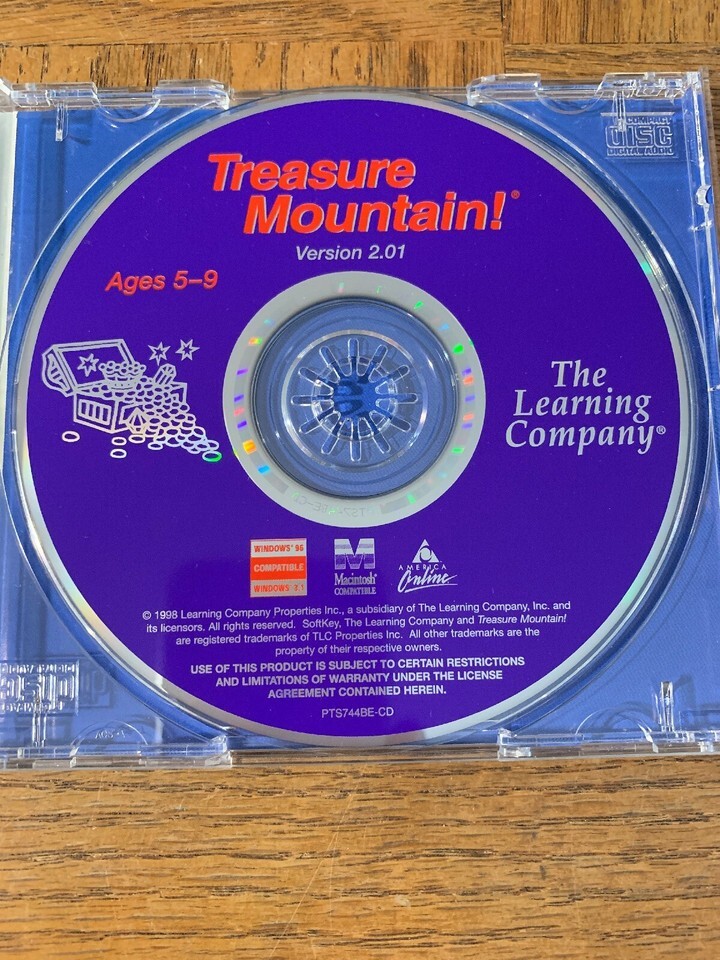 COMPACT
DISC
DIGITAL AUDIO
Treasure
Mountain!®
Version 2.01
Ages 5–9
The
Learning
Company®
WINDOWS® 95
COMPATIBLE
WINDOWS 3.1
Macintosh®
COMPATIBLE
AMERICA
Online
© 1998 Learning Company Properties Inc., a subsidiary of The Learning Company, Inc. and
its licensors. All rights reserved. SoftKey, The Learning Company and Treasure Mountain!
are registered trademarks of TLC Properties Inc. All other trademarks are the
property of their respective owners.
USE OF THIS PRODUCT IS SUBJECT TO CERTAIN RESTRICTIONS
AND LIMITATIONS OF WARRANTY UNDER THE LICENSE
AGREEMENT CONTAINED HEREIN.
PTS744BE-CD